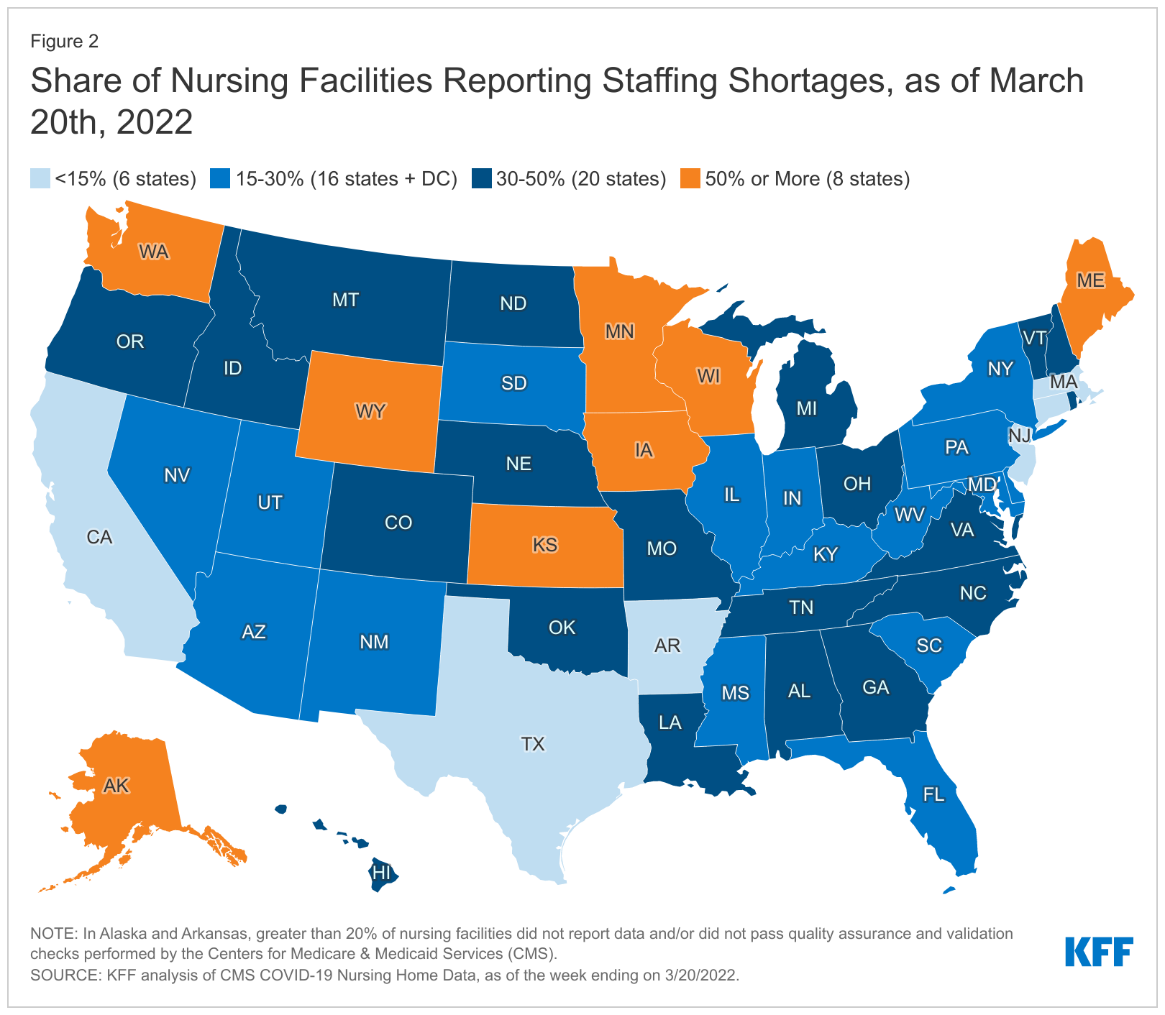 Figure 2
Share of Nursing Facilities Reporting Staffing Shortages, as of March
20th, 2022
<15% (6 states) 15-30% (16 states + DC) 30-50% (20 states) 50% or More (8 states)
WA
ME
MT
ND
MN
VT
OR
ID
NY
SD
WI
MA
WY
MI
NJ
IA
PA
NE
NV
OH
MD
IL
IN
UT
WV
CO
VA
CA
KS
MO
KY
NC
TN
OK
AZ
NM
AR
SC
MS
AL
GA
LA
TX
AK
FL
HI
NOTE: In Alaska and Arkansas, greater than 20% of nursing facilities did not report data and/or did not pass quality assurance and validation
checks performed by the Centers for Medicare & Medicaid Services (CMS).
SOURCE: KFF analysis of CMS COVID-19 Nursing Home Data, as of the week ending on 3/20/2022.
KFF